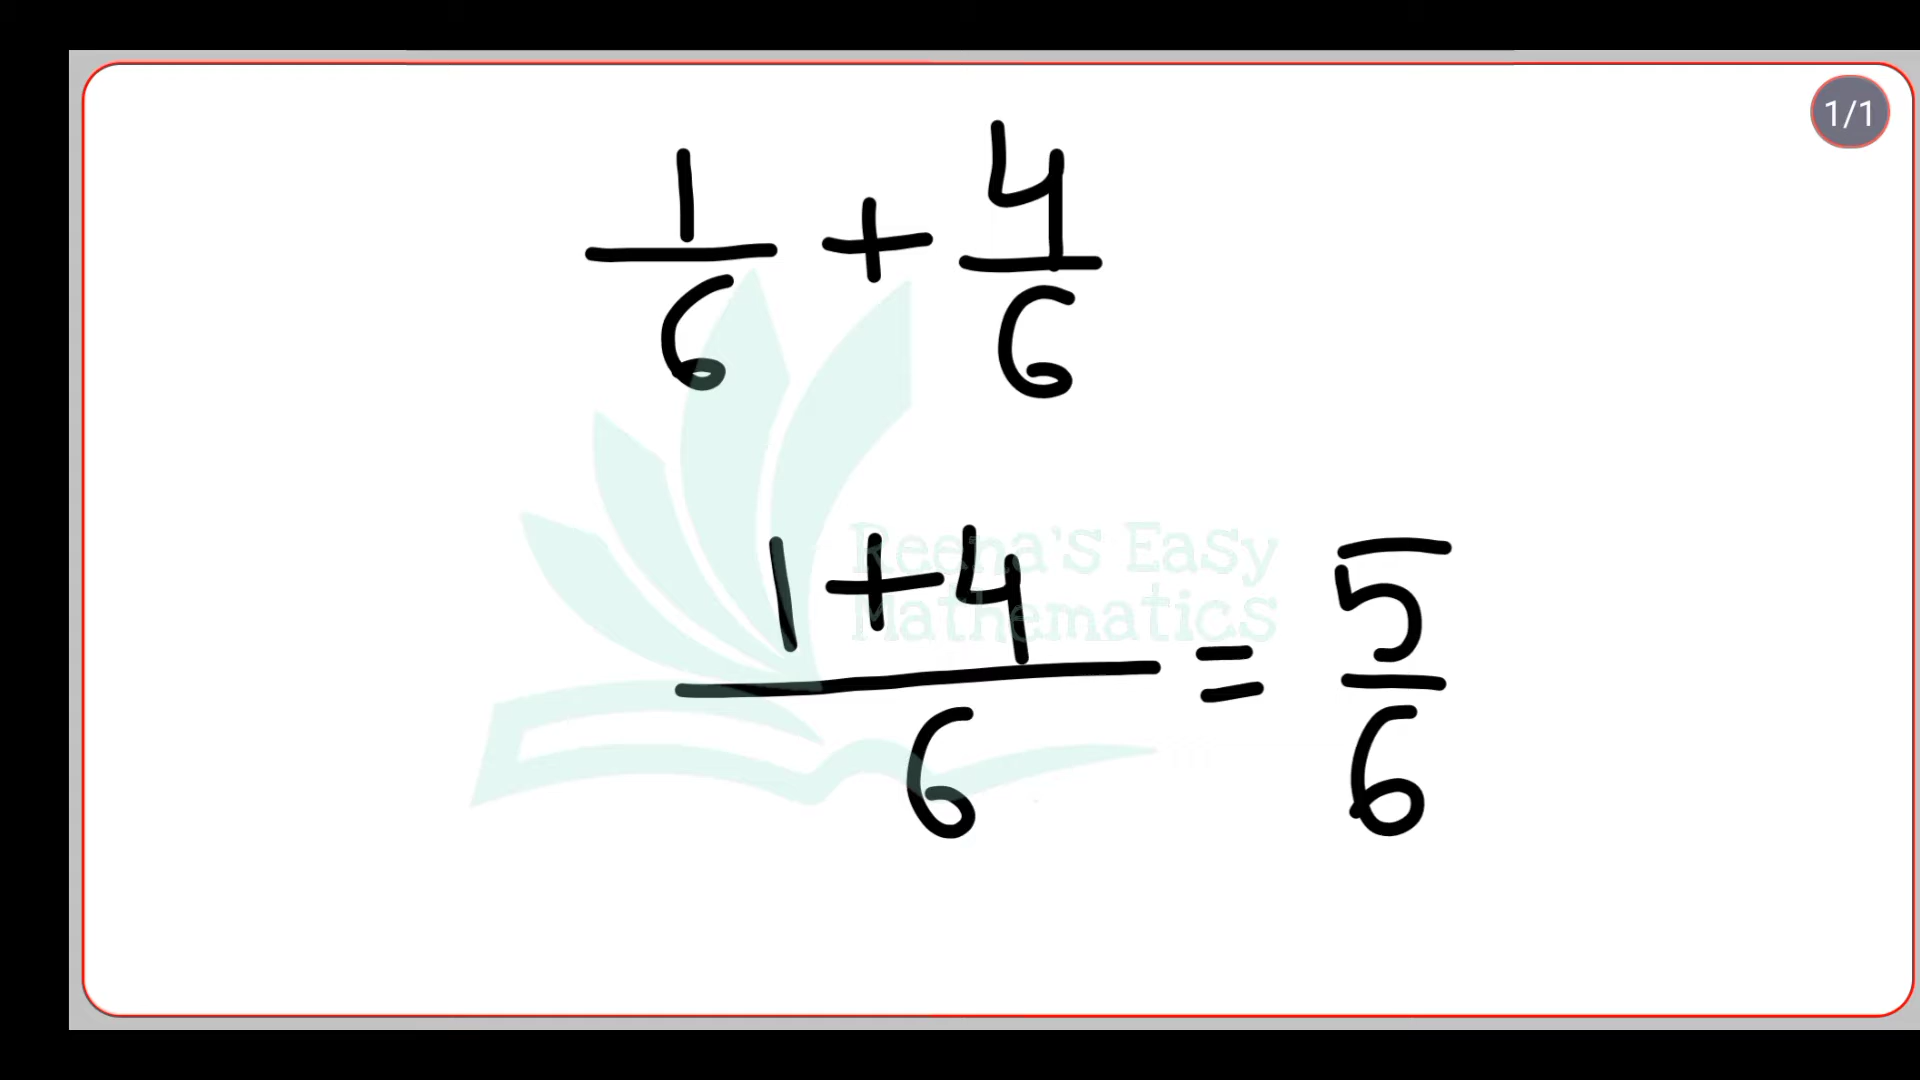 1/1
1/6 + 4/6
Reena's Easy
Mathematics
1+4/6 = 5/6